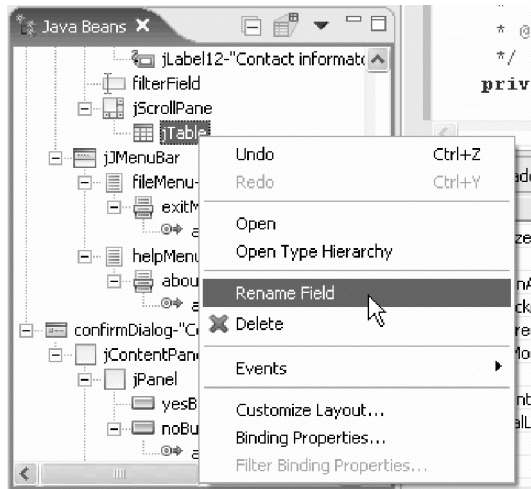 Java Beans
jLabel12-"Contact informatc
filterField
jScrollPane
jTable
jJMenuBar
fileMenu-
exitM
a
helpMenu
abou
a
confirmDialog-"Co
jContentPan
jPanel
yesB
noBu
a
Undo Ctrl+Z
Redo Ctrl+Y
Open
Open Type Hierarchy
Rename Field
Delete
Events
Customize Layout...
Binding Properties...
Filter Binding Properties...
*
* @
*/
priv